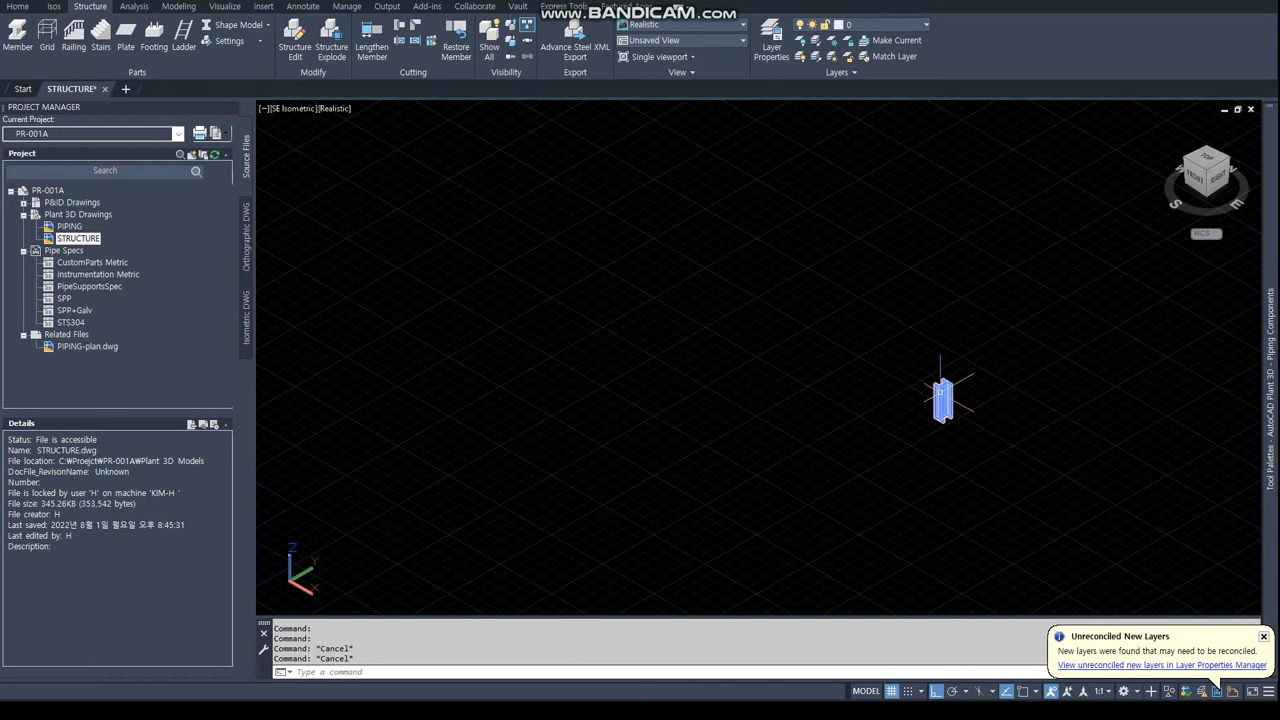 Home Structure Analysis Modeling Visualize Insert Annotate Manage Output Add-ins Collaborate Vault Express Tools
www.BANDICAM.com
Member Grid Railing Stairs Plate Footing Ladder
Shape Model
Settings
Structure Edit
Structure Explode
Lengthen Member
Restore Member
Show All
Advance Steel XML Export
Realistic
Unsaved View
Single viewport
Layer Properties
0
Make Current
Match Layer
Parts Modify Cutting Visibility Export View Layers
Start STRUCTURE*
PROJECT MANAGER
Current Project:
PR-001A
Project
Search
PR-001A
P&ID Drawings
Plant 3D Drawings
PIPING
STRUCTURE
Pipe Specs
CustomParts Metric
Instrumentation Metric
PipeSupportsSpec
SPP
SPP+Galv
STS304
Related Files
PIPING-plan.dwg
Source Files
Orthographic DWG
Isometric DWG
Details
Status: File is accessible
Name: STRUCTURE.dwg
File location: C:₩Proejct₩PR-001A₩Plant 3D Models
DocFile_RevisonName: Unknown
Number:
File is locked by user 'H' on machine 'KIM-H '
File size: 345.26KB (353,542 bytes)
File creator: H
Last saved: 2022년 8월 1일 월요일 오후 8:45:31
Last edited by: H
Description:
[−][SE Isometric][Realistic]
TOP
FRONT RIGHT
S E
WCS
Z
Y
X
Tool Palettes - AutoCAD Plant 3D - Piping Components
Command:
Command:
Command: *Cancel*
Command: *Cancel*
Type a command
Unreconciled New Layers
New layers were found that may need to be reconciled.
View unreconciled new layers in Layer Properties Manager
MODEL 1:1